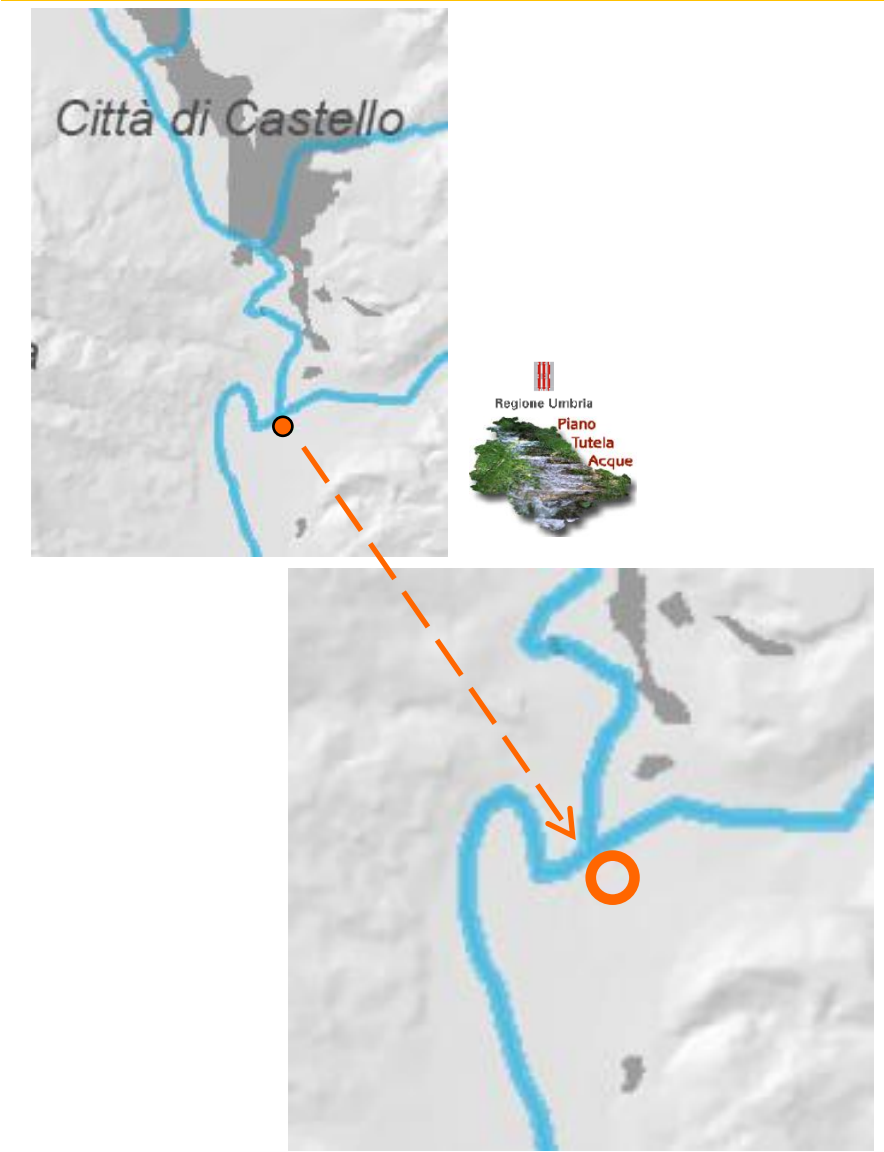 Città di Castello
a
Regione Umbria
Piano
Tutela
Acque